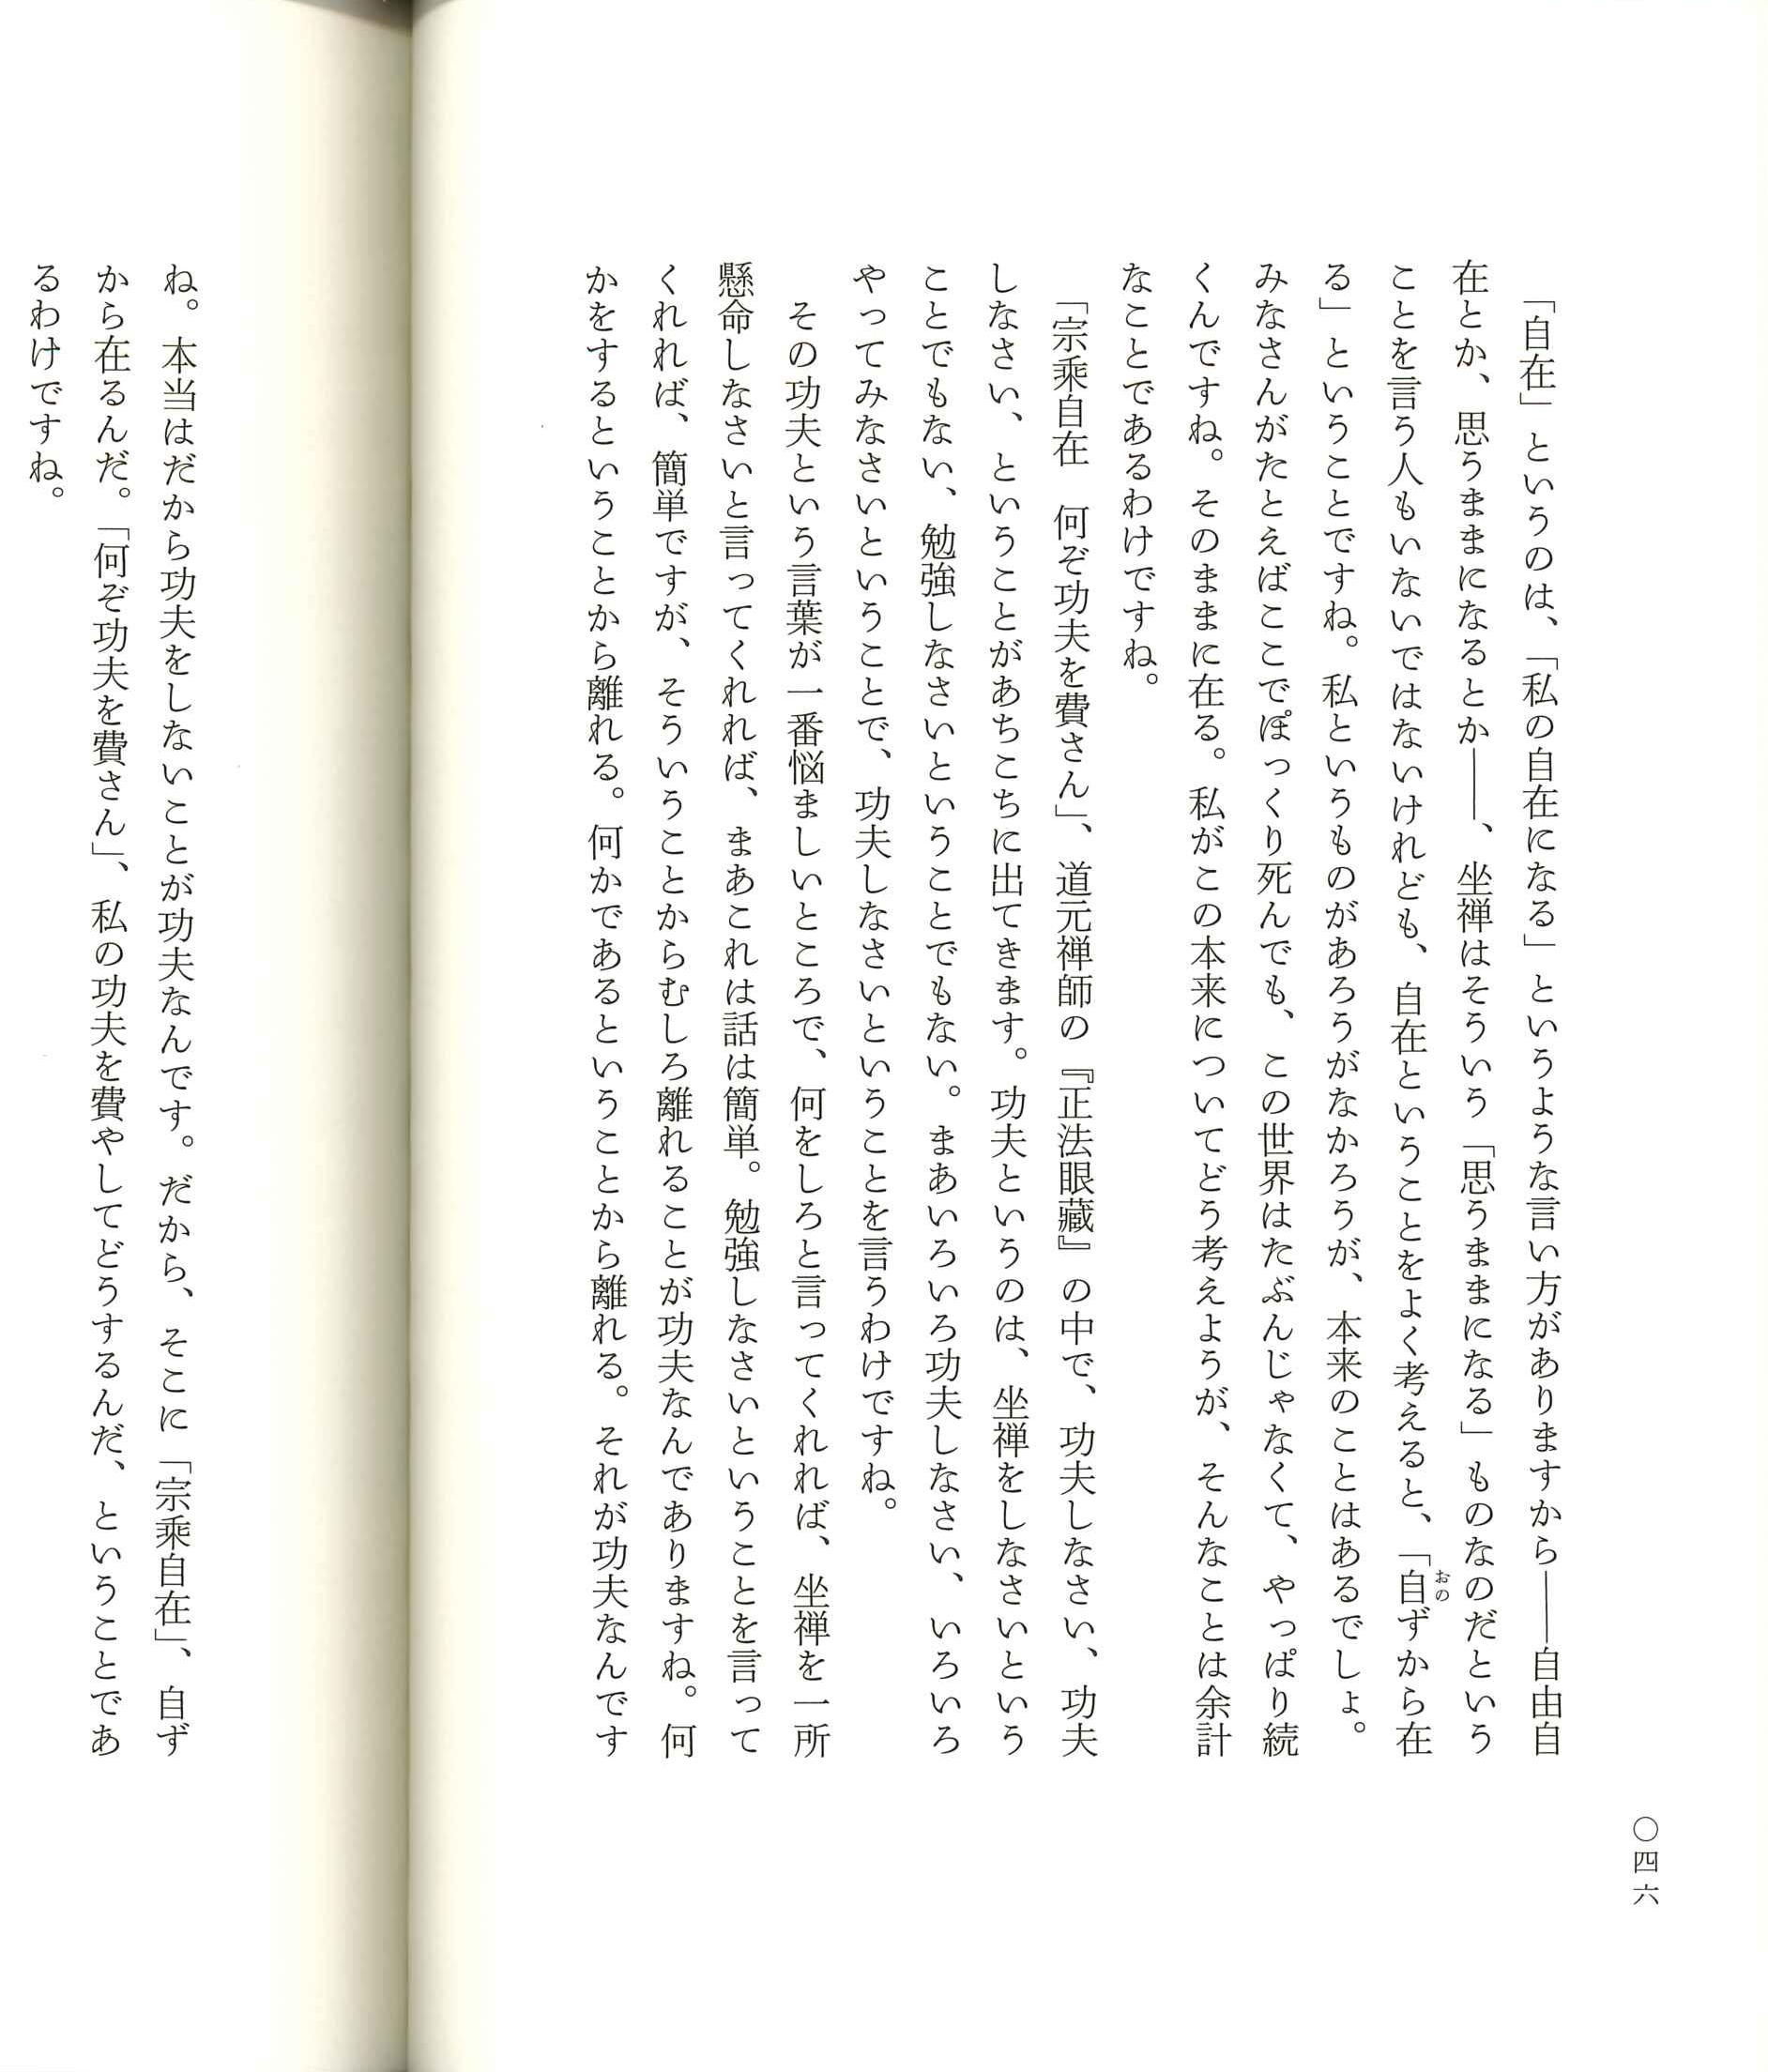 「自在」というのは、「私の自在になる」というような言い方がありますから――自由自
在とか、思うままになるとか――、坐禅はそういう「思うままになる」ものなのだという
ことを言う人もいないではないけれども、自在ということをよく考えると、「自ずから在
おの
る」ということですね。私というものがあろうがなかろうが、本来のことはあるでしょ。
みなさんがたとえばここでぽっくり死んでも、この世界はたぶんじゃなくて、やっぱり続
くんですね。そのままに在る。私がこの本来についてどう考えようが、そんなことは余計
なことであるわけですね。
「宗乗自在　何ぞ功夫を費さん」、道元禅師の『正法眼藏』の中で、功夫しなさい、功夫
しなさい、ということがあちこちに出てきます。功夫というのは、坐禅をしなさいという
ことでもない、勉強しなさいということでもない。まあいろいろ功夫しなさい、いろいろ
やってみなさいということで、功夫しなさいということを言うわけですね。
その功夫という言葉が一番悩ましいところで、何をしろと言ってくれれば、坐禅を一所
懸命しなさいと言ってくれれば、まあこれは話は簡単。勉強しなさいということを言って
くれれば、簡単ですが、そういうことからむしろ離れることが功夫なんでありますね。何
かをするということから離れる。何かであるということから離れる。それが功夫なんです
〇四六
ね。本当はだから功夫をしないことが功夫なんです。だから、そこに「宗乗自在」、自ず
から在るんだ。「何ぞ功夫を費さん」、私の功夫を費やしてどうするんだ、ということであ
るわけですね。